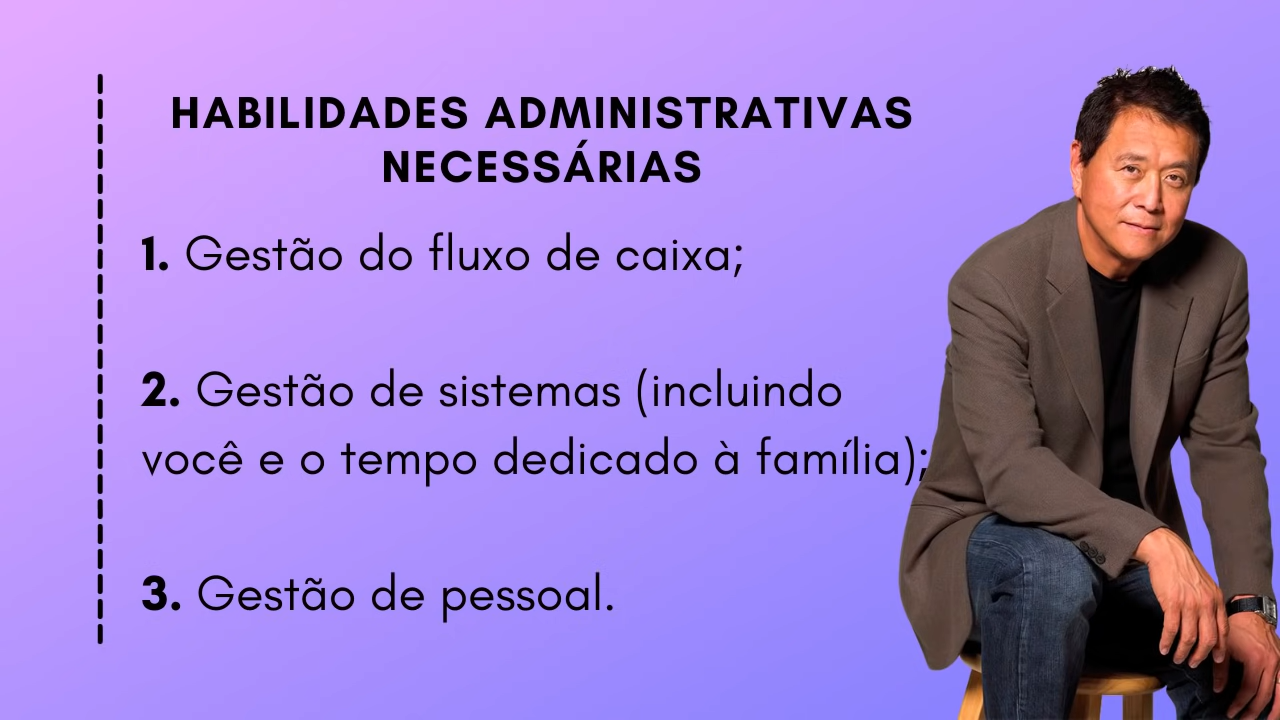 HABILIDADES ADMINISTRATIVAS
NECESSÁRIAS
1. Gestão do fluxo de caixa;
2. Gestão de sistemas (incluindo
você e o tempo dedicado à família);
3. Gestão de pessoal.